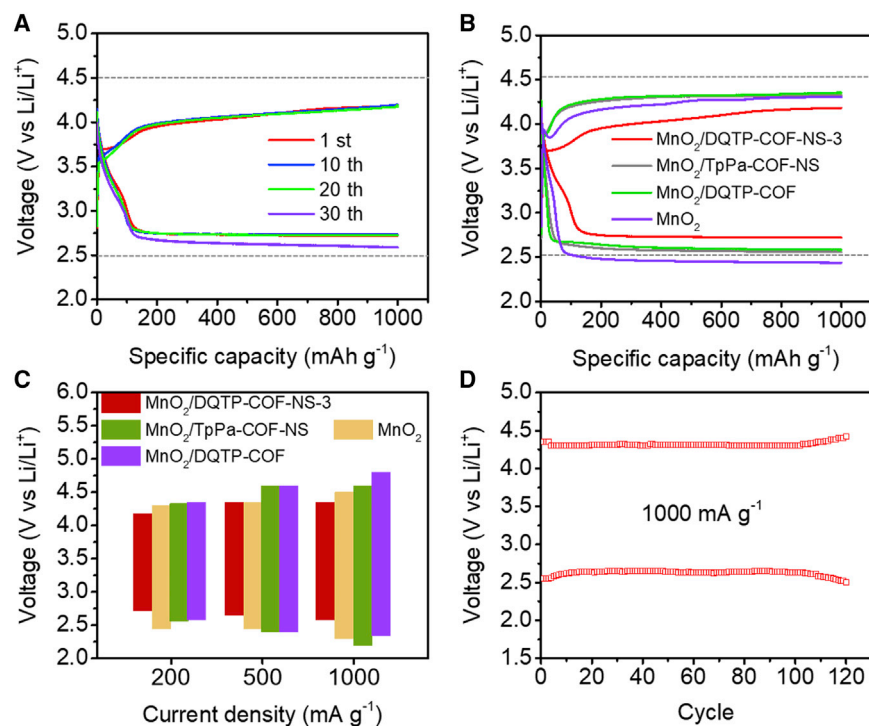 A
5.0
4.5
4.0
3.5
3.0
2.5
2.0
Voltage (V vs Li/Li⁺)
1 st
10 th
20 th
30 th
0 200 400 600 800 1000
Specific capacity (mAh g⁻¹)
B
5.0
4.5
4.0
3.5
3.0
2.5
2.0
Voltage (V vs Li/Li⁺)
MnO₂/DQTP-COF-NS-3
MnO₂/TpPa-COF-NS
MnO₂/DQTP-COF
MnO₂
0 200 400 600 800 1000
Specific capacity (mAh g⁻¹)
C
6.0
5.5
5.0
4.5
4.0
3.5
3.0
2.5
2.0
Voltage (V vs Li/Li⁺)
MnO₂/DQTP-COF-NS-3
MnO₂/TpPa-COF-NS MnO₂
MnO₂/DQTP-COF
200 500 1000
Current density (mA g⁻¹)
D
5.0
4.5
4.0
3.5
3.0
2.5
2.0
1.5
Voltage (V vs Li/Li⁺)
1000 mA g⁻¹
0 20 40 60 80 100 120
Cycle